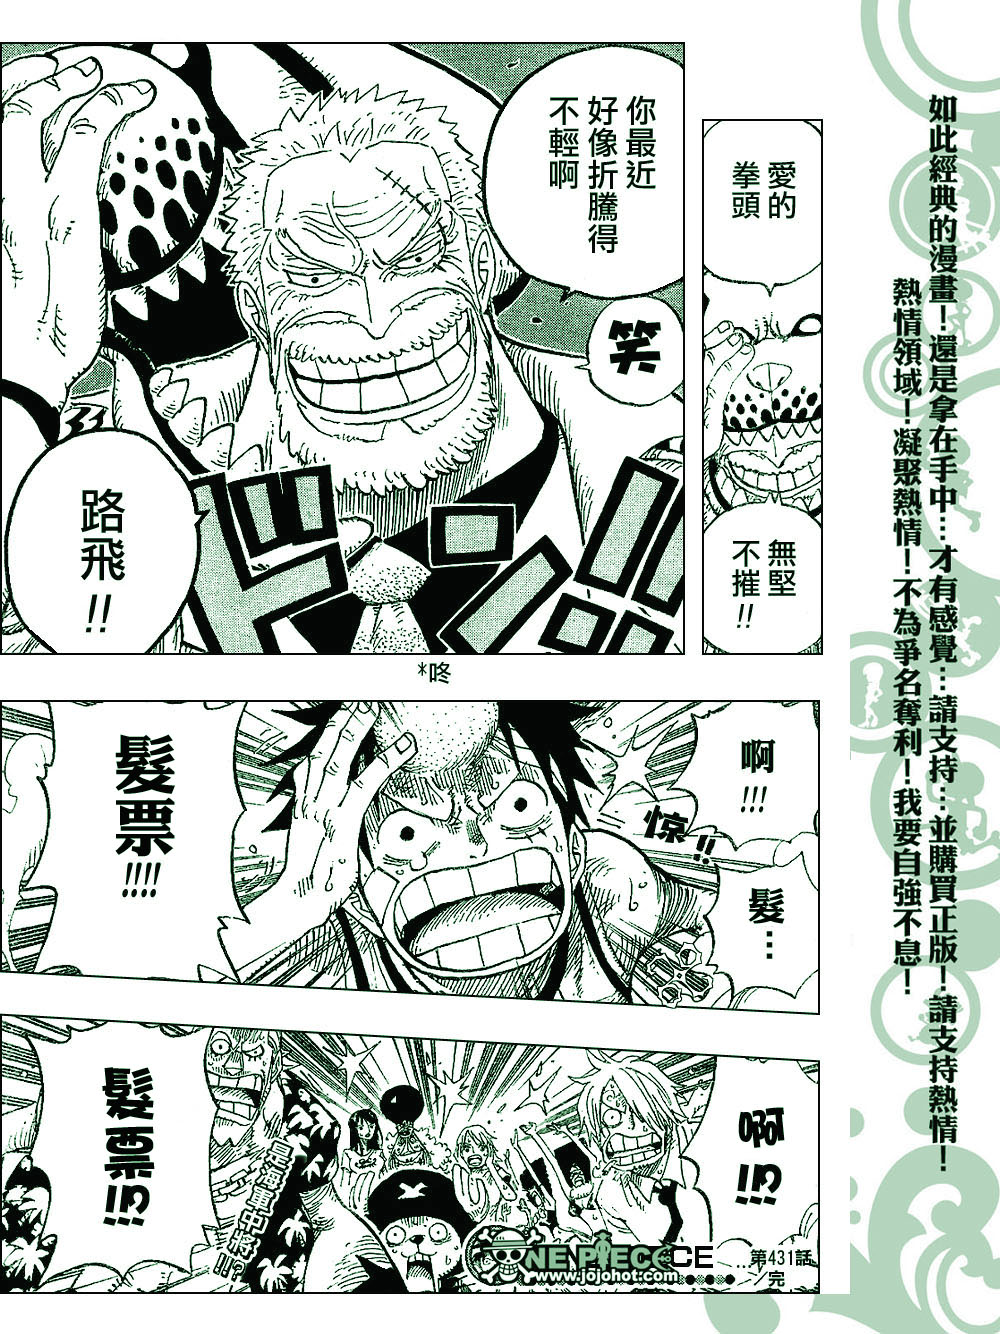 愛的
拳頭
無堅
不摧!!
你最近
好像折騰得
不輕啊
笑
路飛!!
ドン!!
*咚
啊!!!
髮…
惊!!
髮票!!!!
啊!?
髮票!?
是海軍中將!!?
ONE PIECE
www.jojohot.com
...第431話
/完
如此經典的漫畫!還是拿在手中…才有感覺…請支持…並購買正版!請支持熱情!
熱情領域!凝聚熱情!不為爭名奪利!我要自強不息!